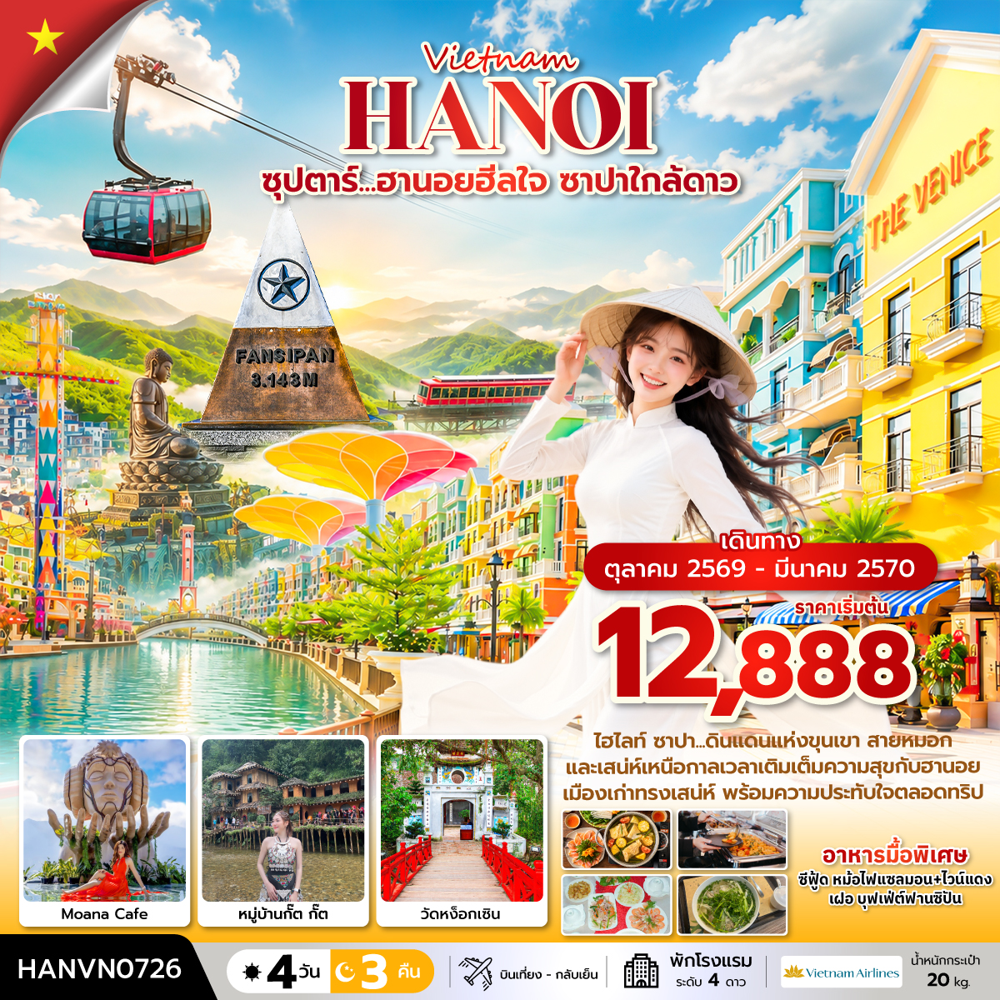 Vietnam
HANOI
ซุปตาร์...ฮานอยฮีลใจ ซาปาใกล้ดาว
THE VENICE
FANSIPAN
3.143M
เดินทาง
ตุลาคม 2569 - มีนาคม 2570
ราคาเริ่มต้น
12,888
ไฮไลท์ ซาปา...ดินแดนแห่งขุนเขา สายหมอก
และเสน่ห์เหนือกาลเวลาเติมเต็มความสุขกับฮานอย
เมืองเก่าทรงเสน่ห์ พร้อมความประทับใจตลอดทริป
อาหารมื้อพิเศษ
ซีฟู้ด หม้อไฟแซลมอน+ไวน์แดง
เฝอ บุฟเฟ่ต์ฟานซิปัน
Moana Cafe
หมู่บ้านกั๊ต กั๊ต
วัดหง็อกเซิน
HANVN0726
4 วัน 3 คืน
บินเที่ยง - กลับเย็น
พักโรงแรม
ระดับ 4 ดาว
Vietnam Airlines
น้ำหนักกระเป๋า
20 kg.